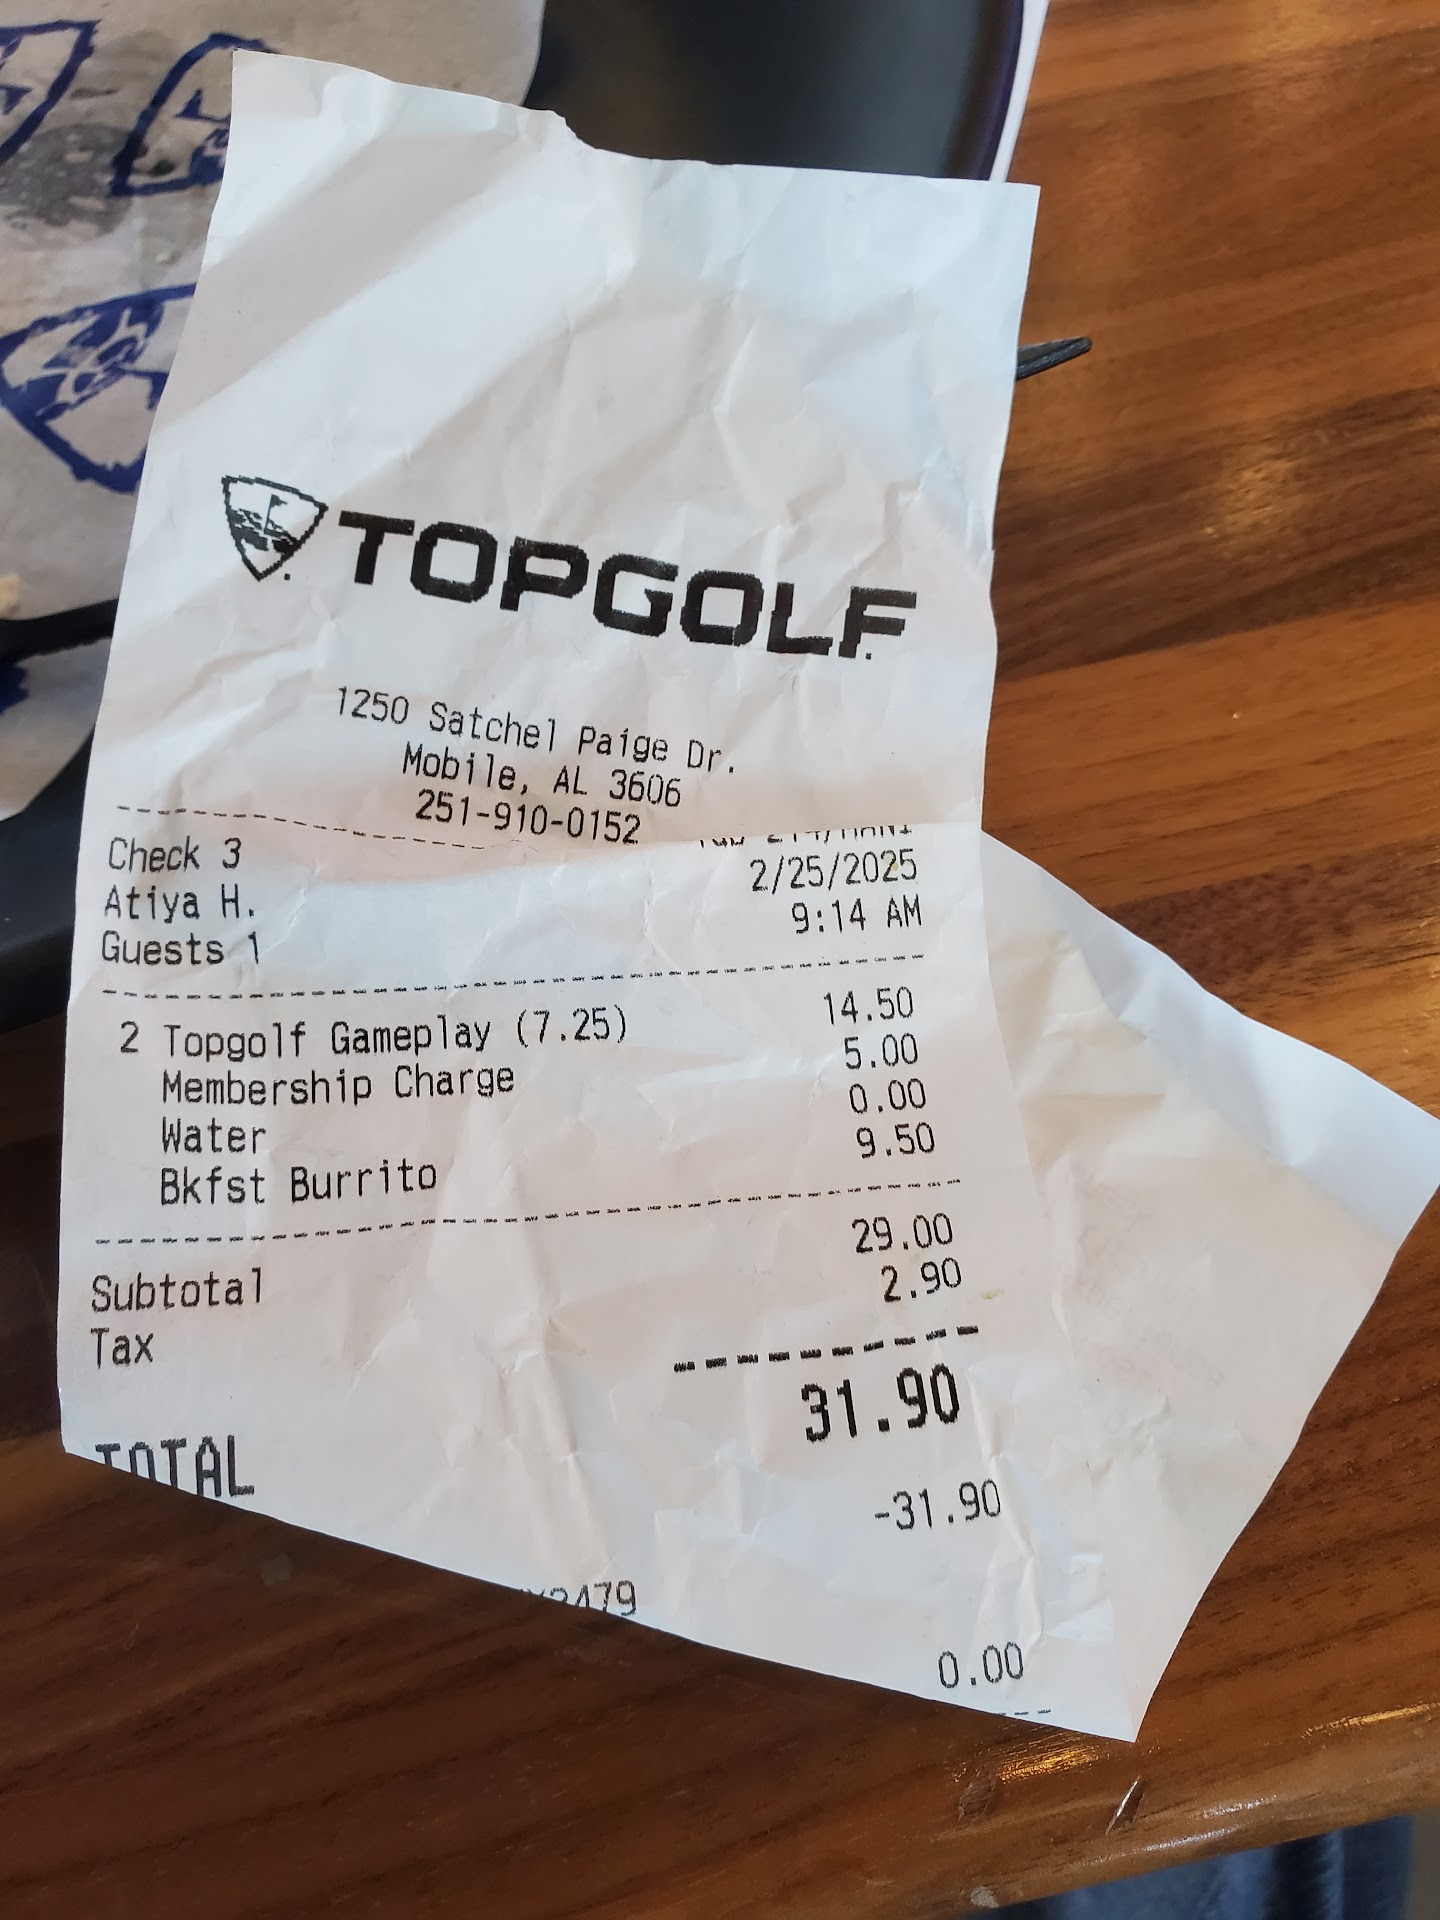 TOPGOLF
1250 Satchel Paige Dr.
Mobile, AL 3606
251-910-0152
Check 3
Atiya H. 2/25/2025
Guests 1 9:14 AM
2 Topgolf Gameplay (7.25) 14.50
Membership Charge 5.00
Water 0.00
Bkfst Burrito 9.50
Subtotal 29.00
Tax 2.90
TOTAL 31.90
-31.90
2479
0.00